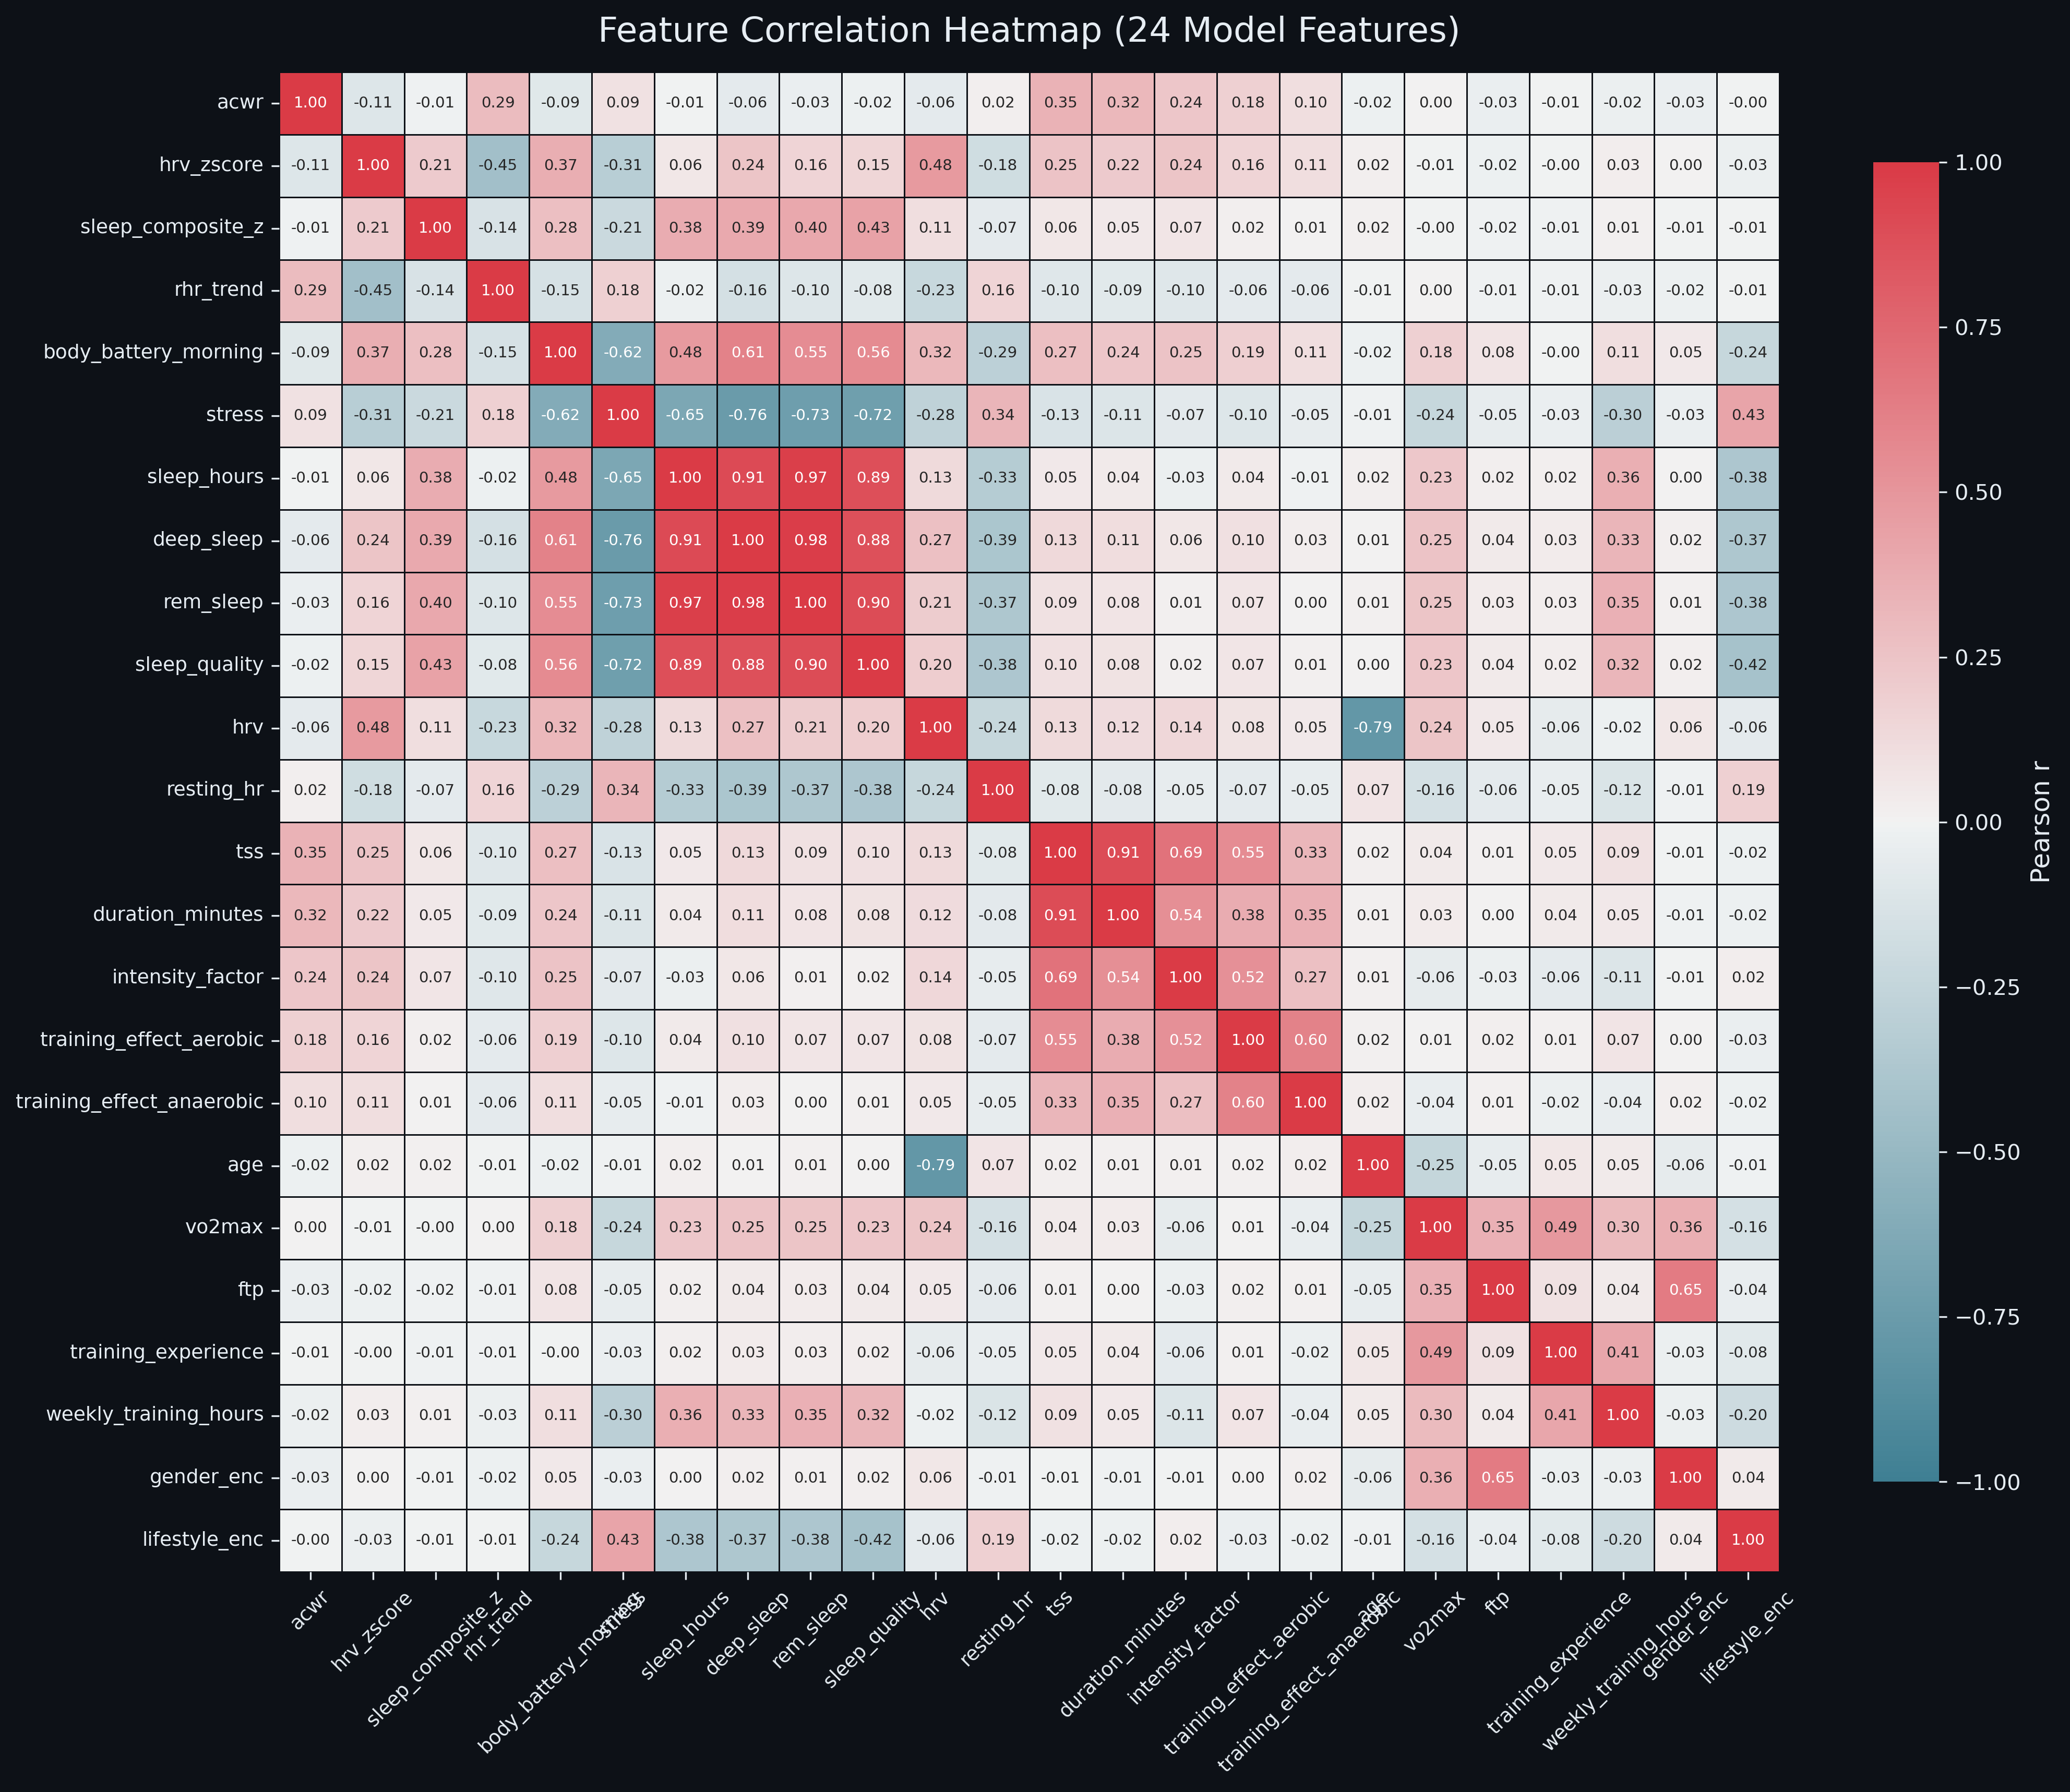 Feature Correlation Heatmap (24 Model Features)
acwr 1.00 -0.11 -0.01 0.29 -0.09 0.09 -0.01 -0.06 -0.03 -0.02 -0.06 0.02 0.35 0.32 0.24 0.18 0.10 -0.02 0.00 -0.03 -0.01 -0.02 -0.03 -0.00
hrv_zscore -0.11 1.00 0.21 -0.45 0.37 -0.31 0.06 0.24 0.16 0.15 0.48 -0.18 0.25 0.22 0.24 0.16 0.11 0.02 -0.01 -0.02 -0.00 0.03 0.00 -0.03
sleep_composite_z -0.01 0.21 1.00 -0.14 0.28 -0.21 0.38 0.39 0.40 0.43 0.11 -0.07 0.06 0.05 0.07 0.02 0.01 0.02 -0.00 -0.02 -0.01 0.01 -0.01 -0.01
rhr_trend 0.29 -0.45 -0.14 1.00 -0.15 0.18 -0.02 -0.16 -0.10 -0.08 -0.23 0.16 -0.10 -0.09 -0.10 -0.06 -0.06 -0.01 0.00 -0.01 -0.01 -0.03 -0.02 -0.01
body_battery_morning -0.09 0.37 0.28 -0.15 1.00 -0.62 0.48 0.61 0.55 0.56 0.32 -0.29 0.27 0.24 0.25 0.19 0.11 -0.02 0.18 0.08 -0.00 0.11 0.05 -0.24
stress 0.09 -0.31 -0.21 0.18 -0.62 1.00 -0.65 -0.76 -0.73 -0.72 -0.28 0.34 -0.13 -0.11 -0.07 -0.10 -0.05 -0.01 -0.24 -0.05 -0.03 -0.30 -0.03 0.43
sleep_hours -0.01 0.06 0.38 -0.02 0.48 -0.65 1.00 0.91 0.97 0.89 0.13 -0.33 0.05 0.04 -0.03 0.04 -0.01 0.02 0.23 0.02 0.02 0.36 0.00 -0.38
deep_sleep -0.06 0.24 0.39 -0.16 0.61 -0.76 0.91 1.00 0.98 0.88 0.27 -0.39 0.13 0.11 0.06 0.10 0.03 0.01 0.25 0.04 0.03 0.33 0.02 -0.37
rem_sleep -0.03 0.16 0.40 -0.10 0.55 -0.73 0.97 0.98 1.00 0.90 0.21 -0.37 0.09 0.08 0.01 0.07 0.00 0.01 0.25 0.03 0.03 0.35 0.01 -0.38
sleep_quality -0.02 0.15 0.43 -0.08 0.56 -0.72 0.89 0.88 0.90 1.00 0.20 -0.38 0.10 0.08 0.02 0.07 0.01 0.00 0.23 0.04 0.02 0.32 0.02 -0.42
hrv -0.06 0.48 0.11 -0.23 0.32 -0.28 0.13 0.27 0.21 0.20 1.00 -0.24 0.13 0.12 0.14 0.08 0.05 -0.79 0.24 0.05 -0.06 -0.02 0.06 -0.06
resting_hr 0.02 -0.18 -0.07 0.16 -0.29 0.34 -0.33 -0.39 -0.37 -0.38 -0.24 1.00 -0.08 -0.08 -0.05 -0.07 -0.05 0.07 -0.16 -0.06 -0.05 -0.12 -0.01 0.19
tss 0.35 0.25 0.06 -0.10 0.27 -0.13 0.05 0.13 0.09 0.10 0.13 -0.08 1.00 0.91 0.69 0.55 0.33 0.02 0.04 0.01 0.05 0.09 -0.01 -0.02
duration_minutes 0.32 0.22 0.05 -0.09 0.24 -0.11 0.04 0.11 0.08 0.08 0.12 -0.08 0.91 1.00 0.54 0.38 0.35 0.01 0.03 0.00 0.04 0.05 -0.01 -0.02
intensity_factor 0.24 0.24 0.07 -0.10 0.25 -0.07 -0.03 0.06 0.01 0.02 0.14 -0.05 0.69 0.54 1.00 0.52 0.27 0.01 -0.06 -0.03 -0.06 -0.11 -0.01 0.02
training_effect_aerobic 0.18 0.16 0.02 -0.06 0.19 -0.10 0.04 0.10 0.07 0.07 0.08 -0.07 0.55 0.38 0.52 1.00 0.60 0.02 0.01 0.02 0.01 0.07 0.00 -0.03
training_effect_anaerobic 0.10 0.11 0.01 -0.06 0.11 -0.05 -0.01 0.03 0.00 0.01 0.05 -0.05 0.33 0.35 0.27 0.60 1.00 0.02 -0.04 0.01 -0.02 -0.04 0.02 -0.02
age -0.02 0.02 0.02 -0.01 -0.02 -0.01 0.02 0.01 0.01 0.00 -0.79 0.07 0.02 0.01 0.01 0.02 0.02 1.00 -0.25 -0.05 0.05 0.05 -0.06 -0.01
vo2max 0.00 -0.01 -0.00 0.00 0.18 -0.24 0.23 0.25 0.25 0.23 0.24 -0.16 0.04 0.03 -0.06 0.01 -0.04 -0.25 1.00 0.35 0.49 0.30 0.36 -0.16
ftp -0.03 -0.02 -0.02 -0.01 0.08 -0.05 0.02 0.04 0.03 0.04 0.05 -0.06 0.01 0.00 -0.03 0.02 0.01 -0.05 0.35 1.00 0.09 0.04 0.65 -0.04
training_experience -0.01 -0.00 -0.01 -0.01 -0.00 -0.03 0.02 0.03 0.03 0.02 -0.06 -0.05 0.05 0.04 -0.06 0.01 -0.02 0.05 0.49 0.09 1.00 0.41 -0.03 -0.08
weekly_training_hours -0.02 0.03 0.01 -0.03 0.11 -0.30 0.36 0.33 0.35 0.32 -0.02 -0.12 0.09 0.05 -0.11 0.07 -0.04 0.05 0.30 0.04 0.41 1.00 -0.03 -0.20
gender_enc -0.03 0.00 -0.01 -0.02 0.05 -0.03 0.00 0.02 0.01 0.02 0.06 -0.01 -0.01 -0.01 -0.01 0.00 0.02 -0.06 0.36 0.65 -0.03 -0.03 1.00 0.04
lifestyle_enc -0.00 -0.03 -0.01 -0.01 -0.24 0.43 -0.38 -0.37 -0.38 -0.42 -0.06 0.19 -0.02 -0.02 0.02 -0.03 -0.02 -0.01 -0.16 -0.04 -0.08 -0.20 0.04 1.00
acwr
hrv_zscore
sleep_composite_z
rhr_trend
body_battery_morning
stress
sleep_hours
deep_sleep
rem_sleep
sleep_quality
hrv
resting_hr
tss
duration_minutes
intensity_factor
training_effect_aerobic
training_effect_anaerobic
age
vo2max
ftp
training_experience
weekly_training_hours
gender_enc
lifestyle_enc
1.00
0.75
0.50
0.25
0.00
−0.25
−0.50
−0.75
−1.00
Pearson r